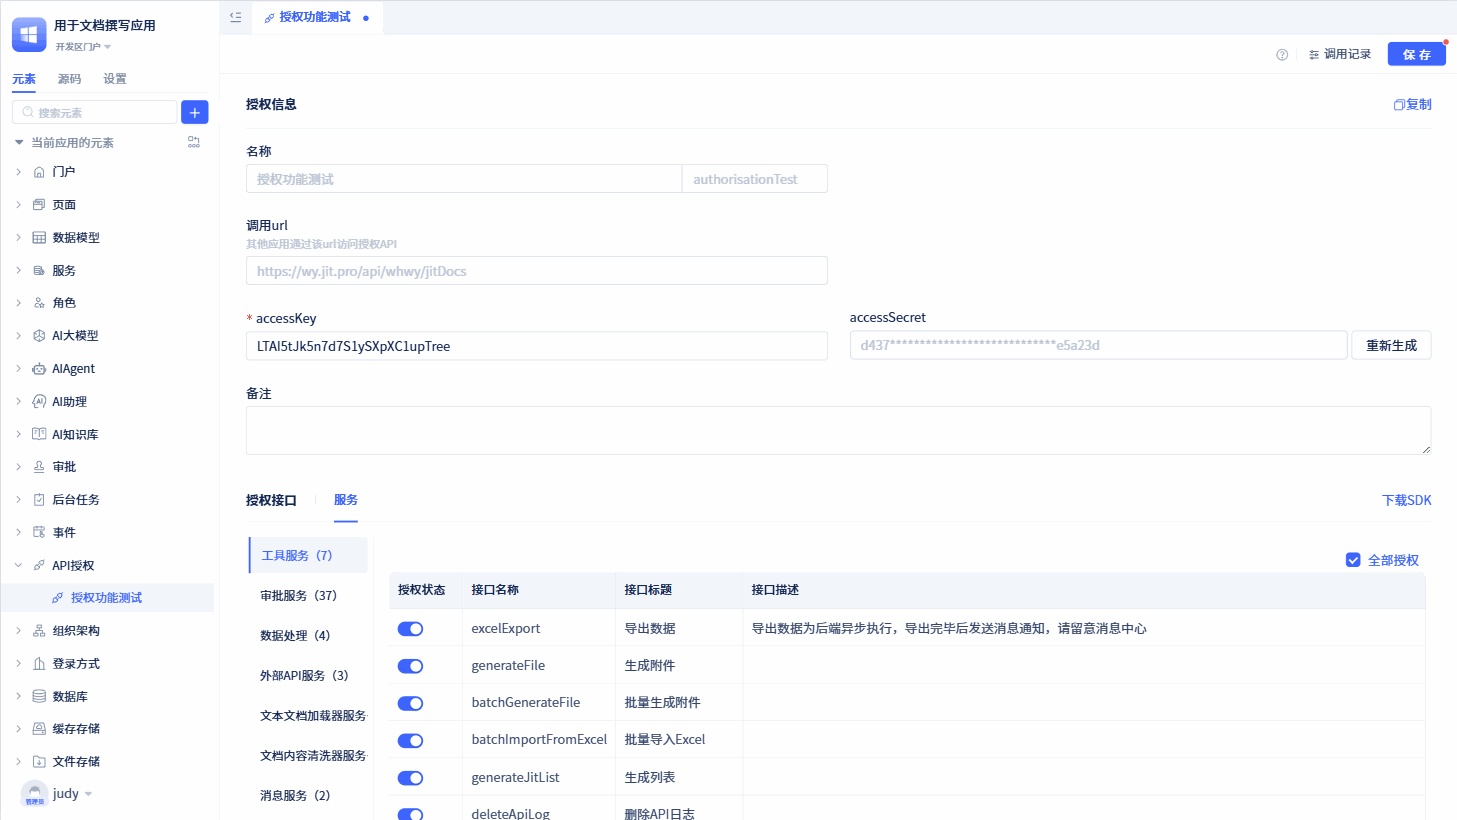 用于文档撰写应用
开发区门户
元素 源码 设置
搜索元素
当前应用的元素
门户
页面
数据模型
服务
角色
AI大模型
AIAgent
AI助理
AI知识库
审批
后台任务
事件
API授权
授权功能测试
组织架构
登录方式
数据库
缓存存储
文件存储
管理员
judy
授权功能测试
调用记录
保 存
授权信息
复制
名称
授权功能测试 authorisationTest
调用url
其他应用通过该url访问授权API
https://wy.jit.pro/api/whwy/jitDocs
* accessKey
LTAI5tJk5n7d7S1ySXpXC1upTree
accessSecret
d437****************************e5a23d
重新生成
备注
授权接口 服务
下载SDK
工具服务（7）
审批服务（37）
数据处理（4）
外部API服务（3）
文本文档加载器服务
文档内容清洗器服务
消息服务（2）
全部授权
授权状态 接口名称 接口标题 接口描述
excelExport 导出数据 导出数据为后端异步执行，导出完毕后发送消息通知，请留意消息中心
generateFile 生成附件
batchGenerateFile 批量生成附件
batchImportFromExcel 批量导入Excel
generateJitList 生成列表
deleteApiLog 删除API日志